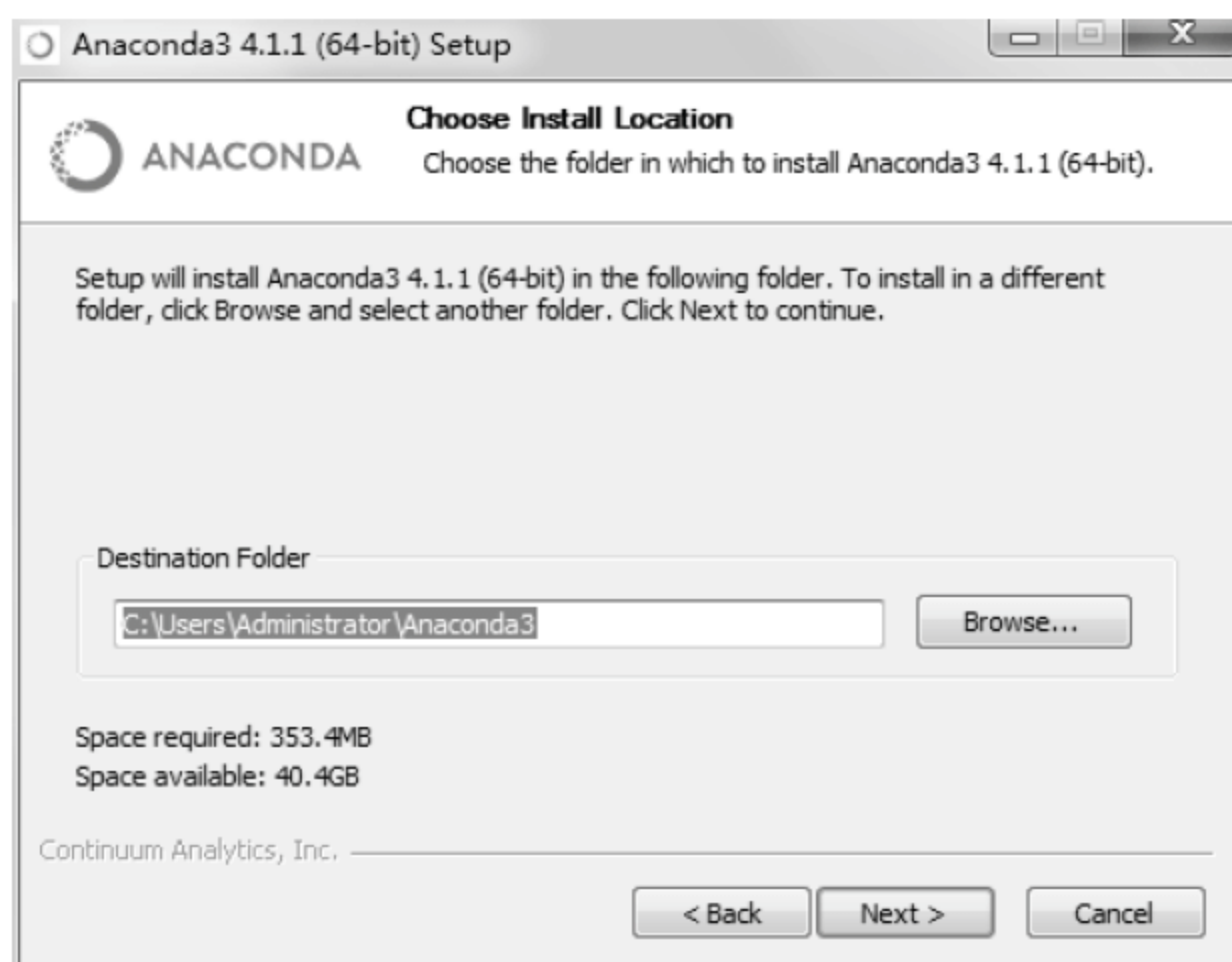 Anaconda3 4.1.1 (64-bit) Setup
Choose Install Location
ANACONDA
Choose the folder in which to install Anaconda3 4.1.1 (64-bit).
Setup will install Anaconda3 4.1.1 (64-bit) in the following folder. To install in a different
folder, click Browse and select another folder. Click Next to continue.
Destination Folder
C:\Users\Administrator\Anaconda3
Browse...
Space required: 353.4MB
Space available: 40.4GB
Continuum Analytics, Inc.
< Back
Next >
Cancel